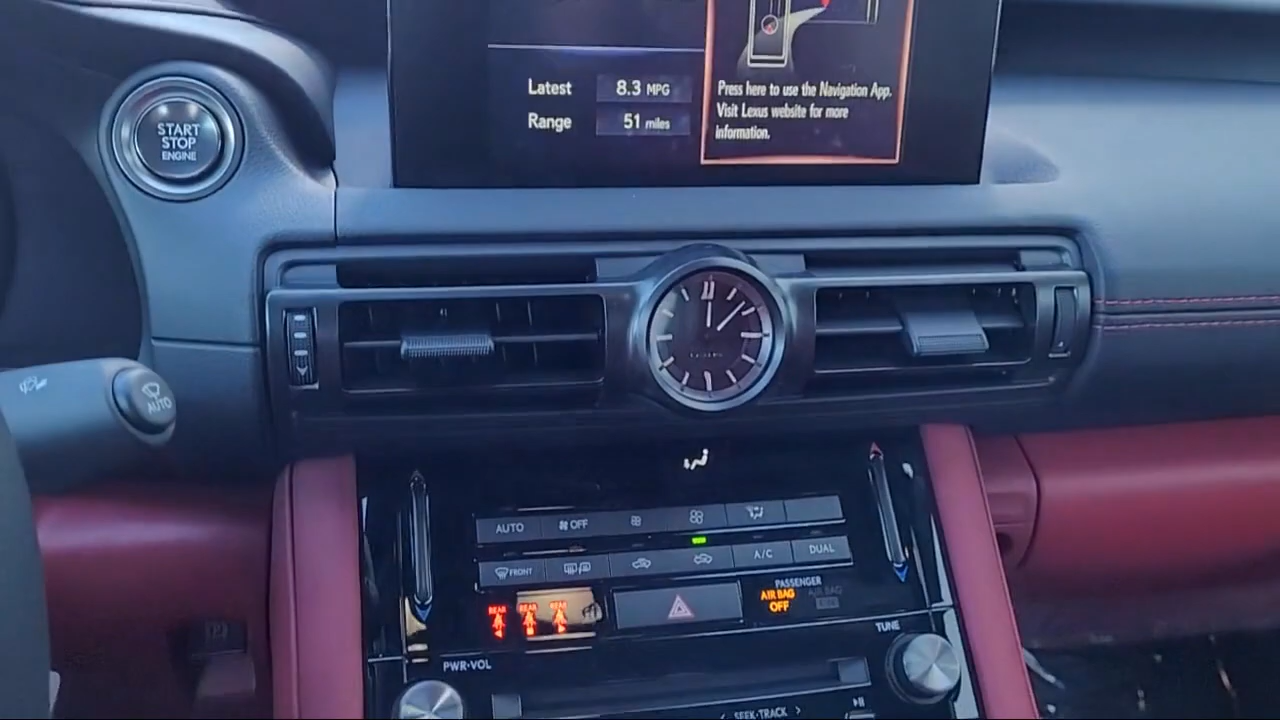 Latest 8.3 MPG
Range 51 miles
Press here to use the Navigation App.
Visit Lexus website for more
information.
START
STOP
ENGINE
AUTO
AUTO OFF
FRONT A/C DUAL
REAR REAR REAR
PASSENGER
AIR BAG
OFF
AIR BAG
PWR·VOL
TUNE
SEEK·TRACK